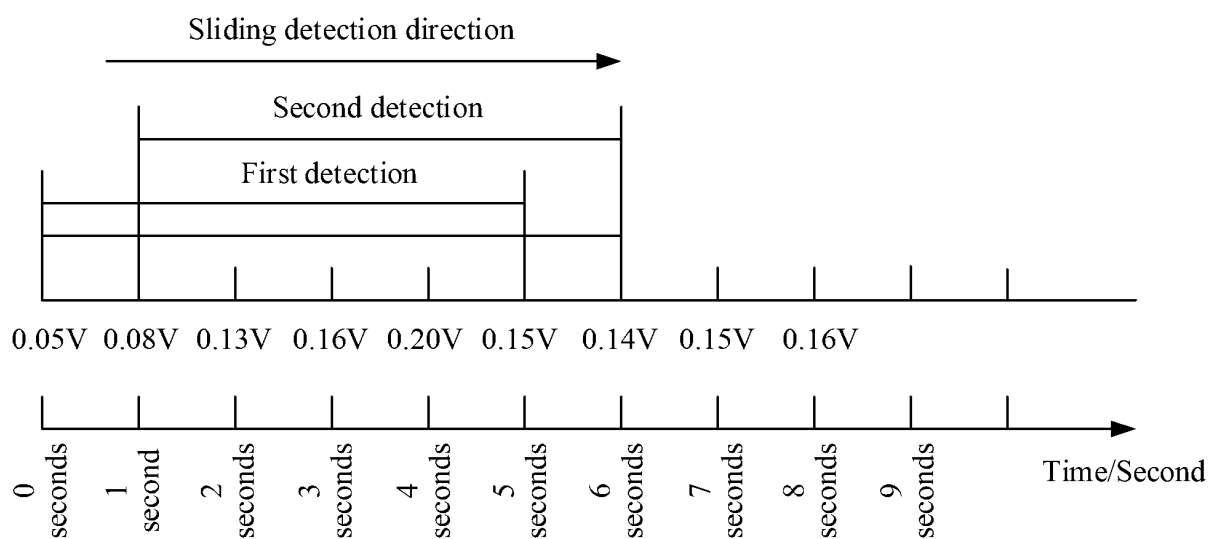 Sliding detection direction
Second detection
First detection
0.05V 0.08V 0.13V 0.16V 0.20V 0.15V 0.14V 0.15V 0.16V
0 seconds
1 second
2 seconds
3 seconds
4 seconds
5 seconds
6 seconds
7 seconds
8 seconds
9 seconds
Time/Second